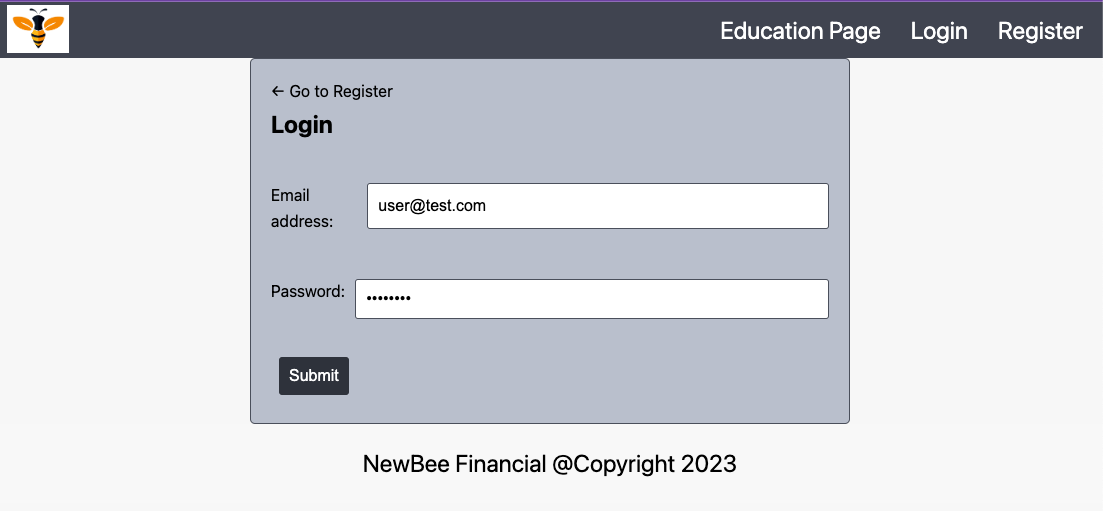 Education Page Login Register
← Go to Register
Login
Email
address:
user@test.com
Password:
••••••••
Submit
NewBee Financial @Copyright 2023